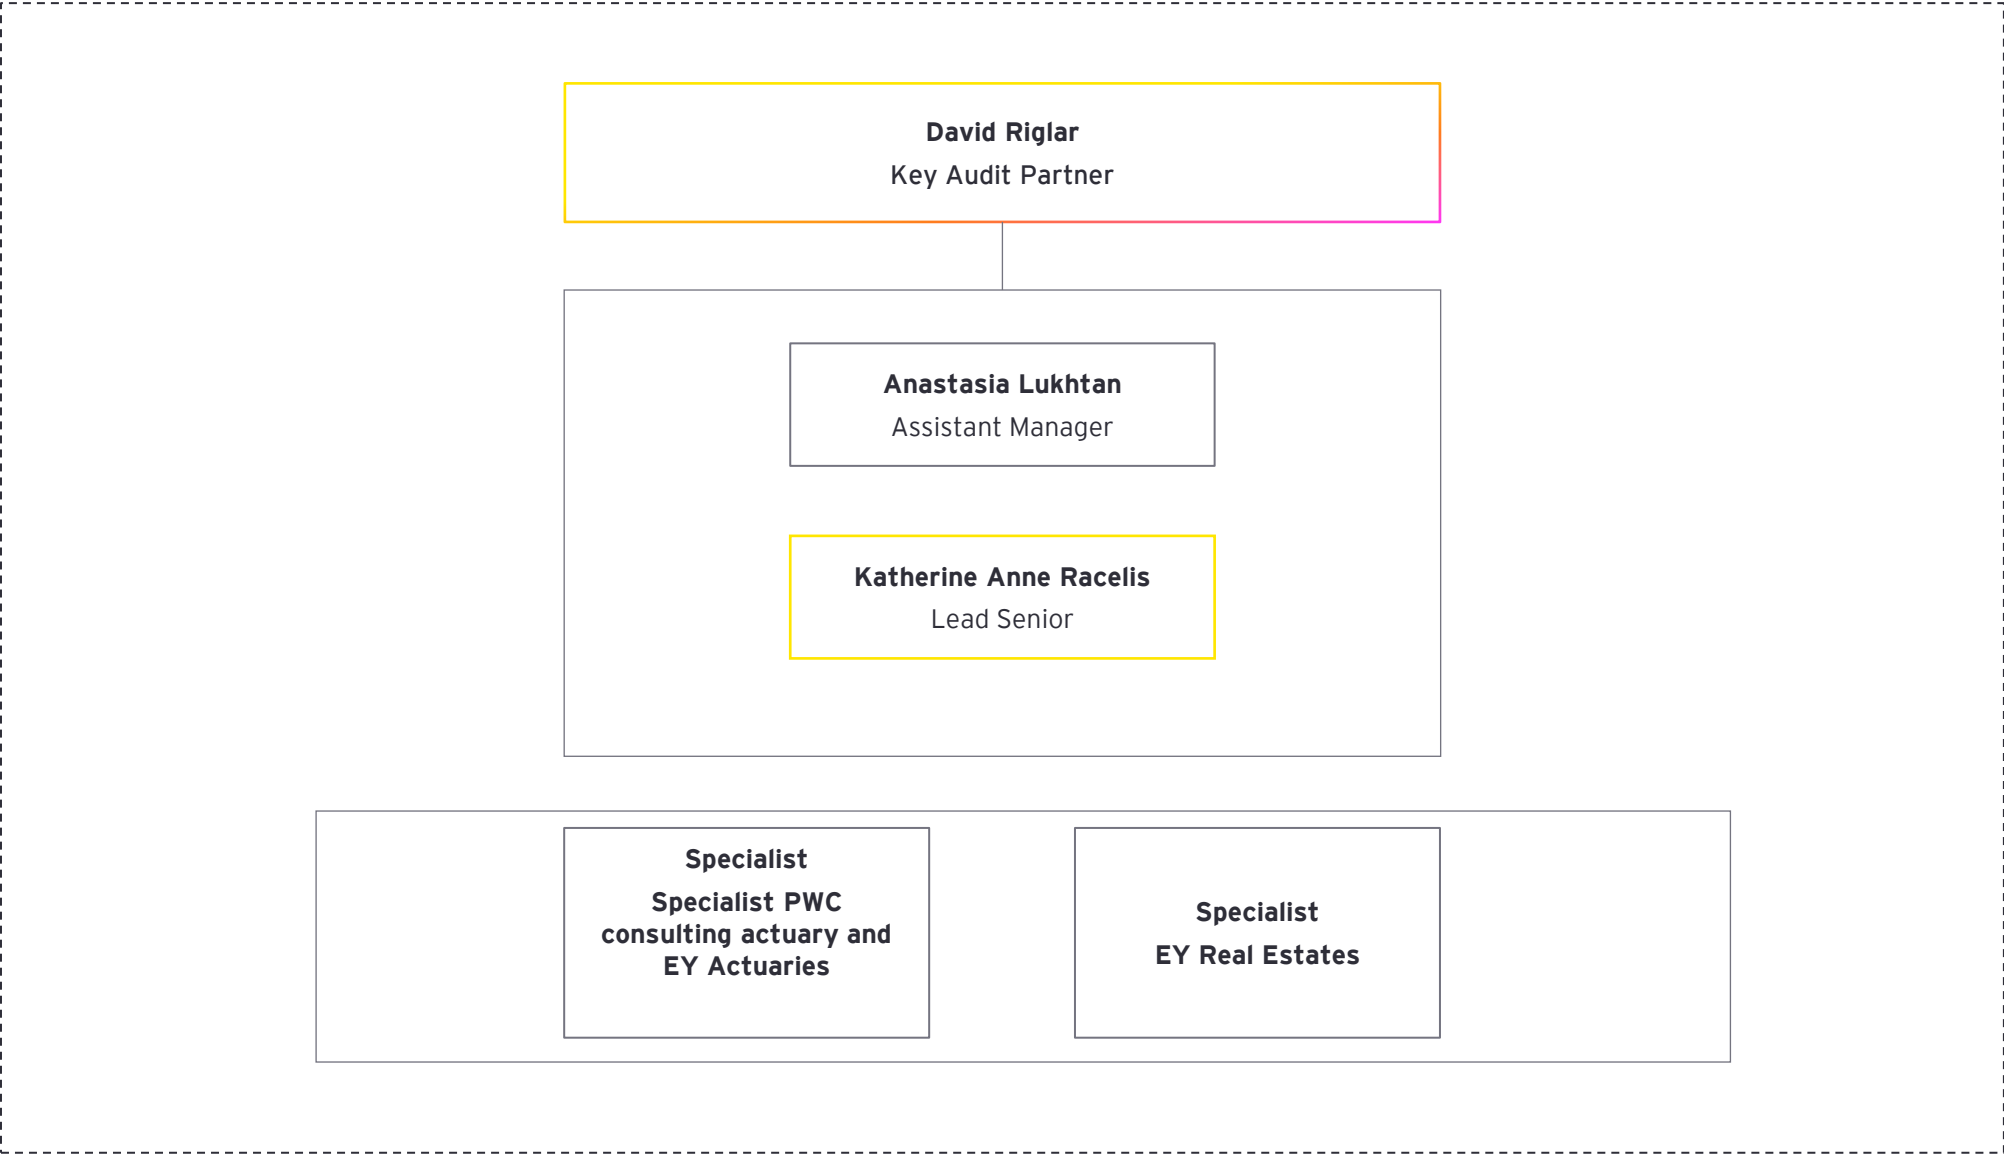 David Riglar
Key Audit Partner
Anastasia Lukhtan
Assistant Manager
Katherine Anne Racelis
Lead Senior
Specialist
Specialist PWC
consulting actuary and
EY Actuaries
Specialist
EY Real Estates